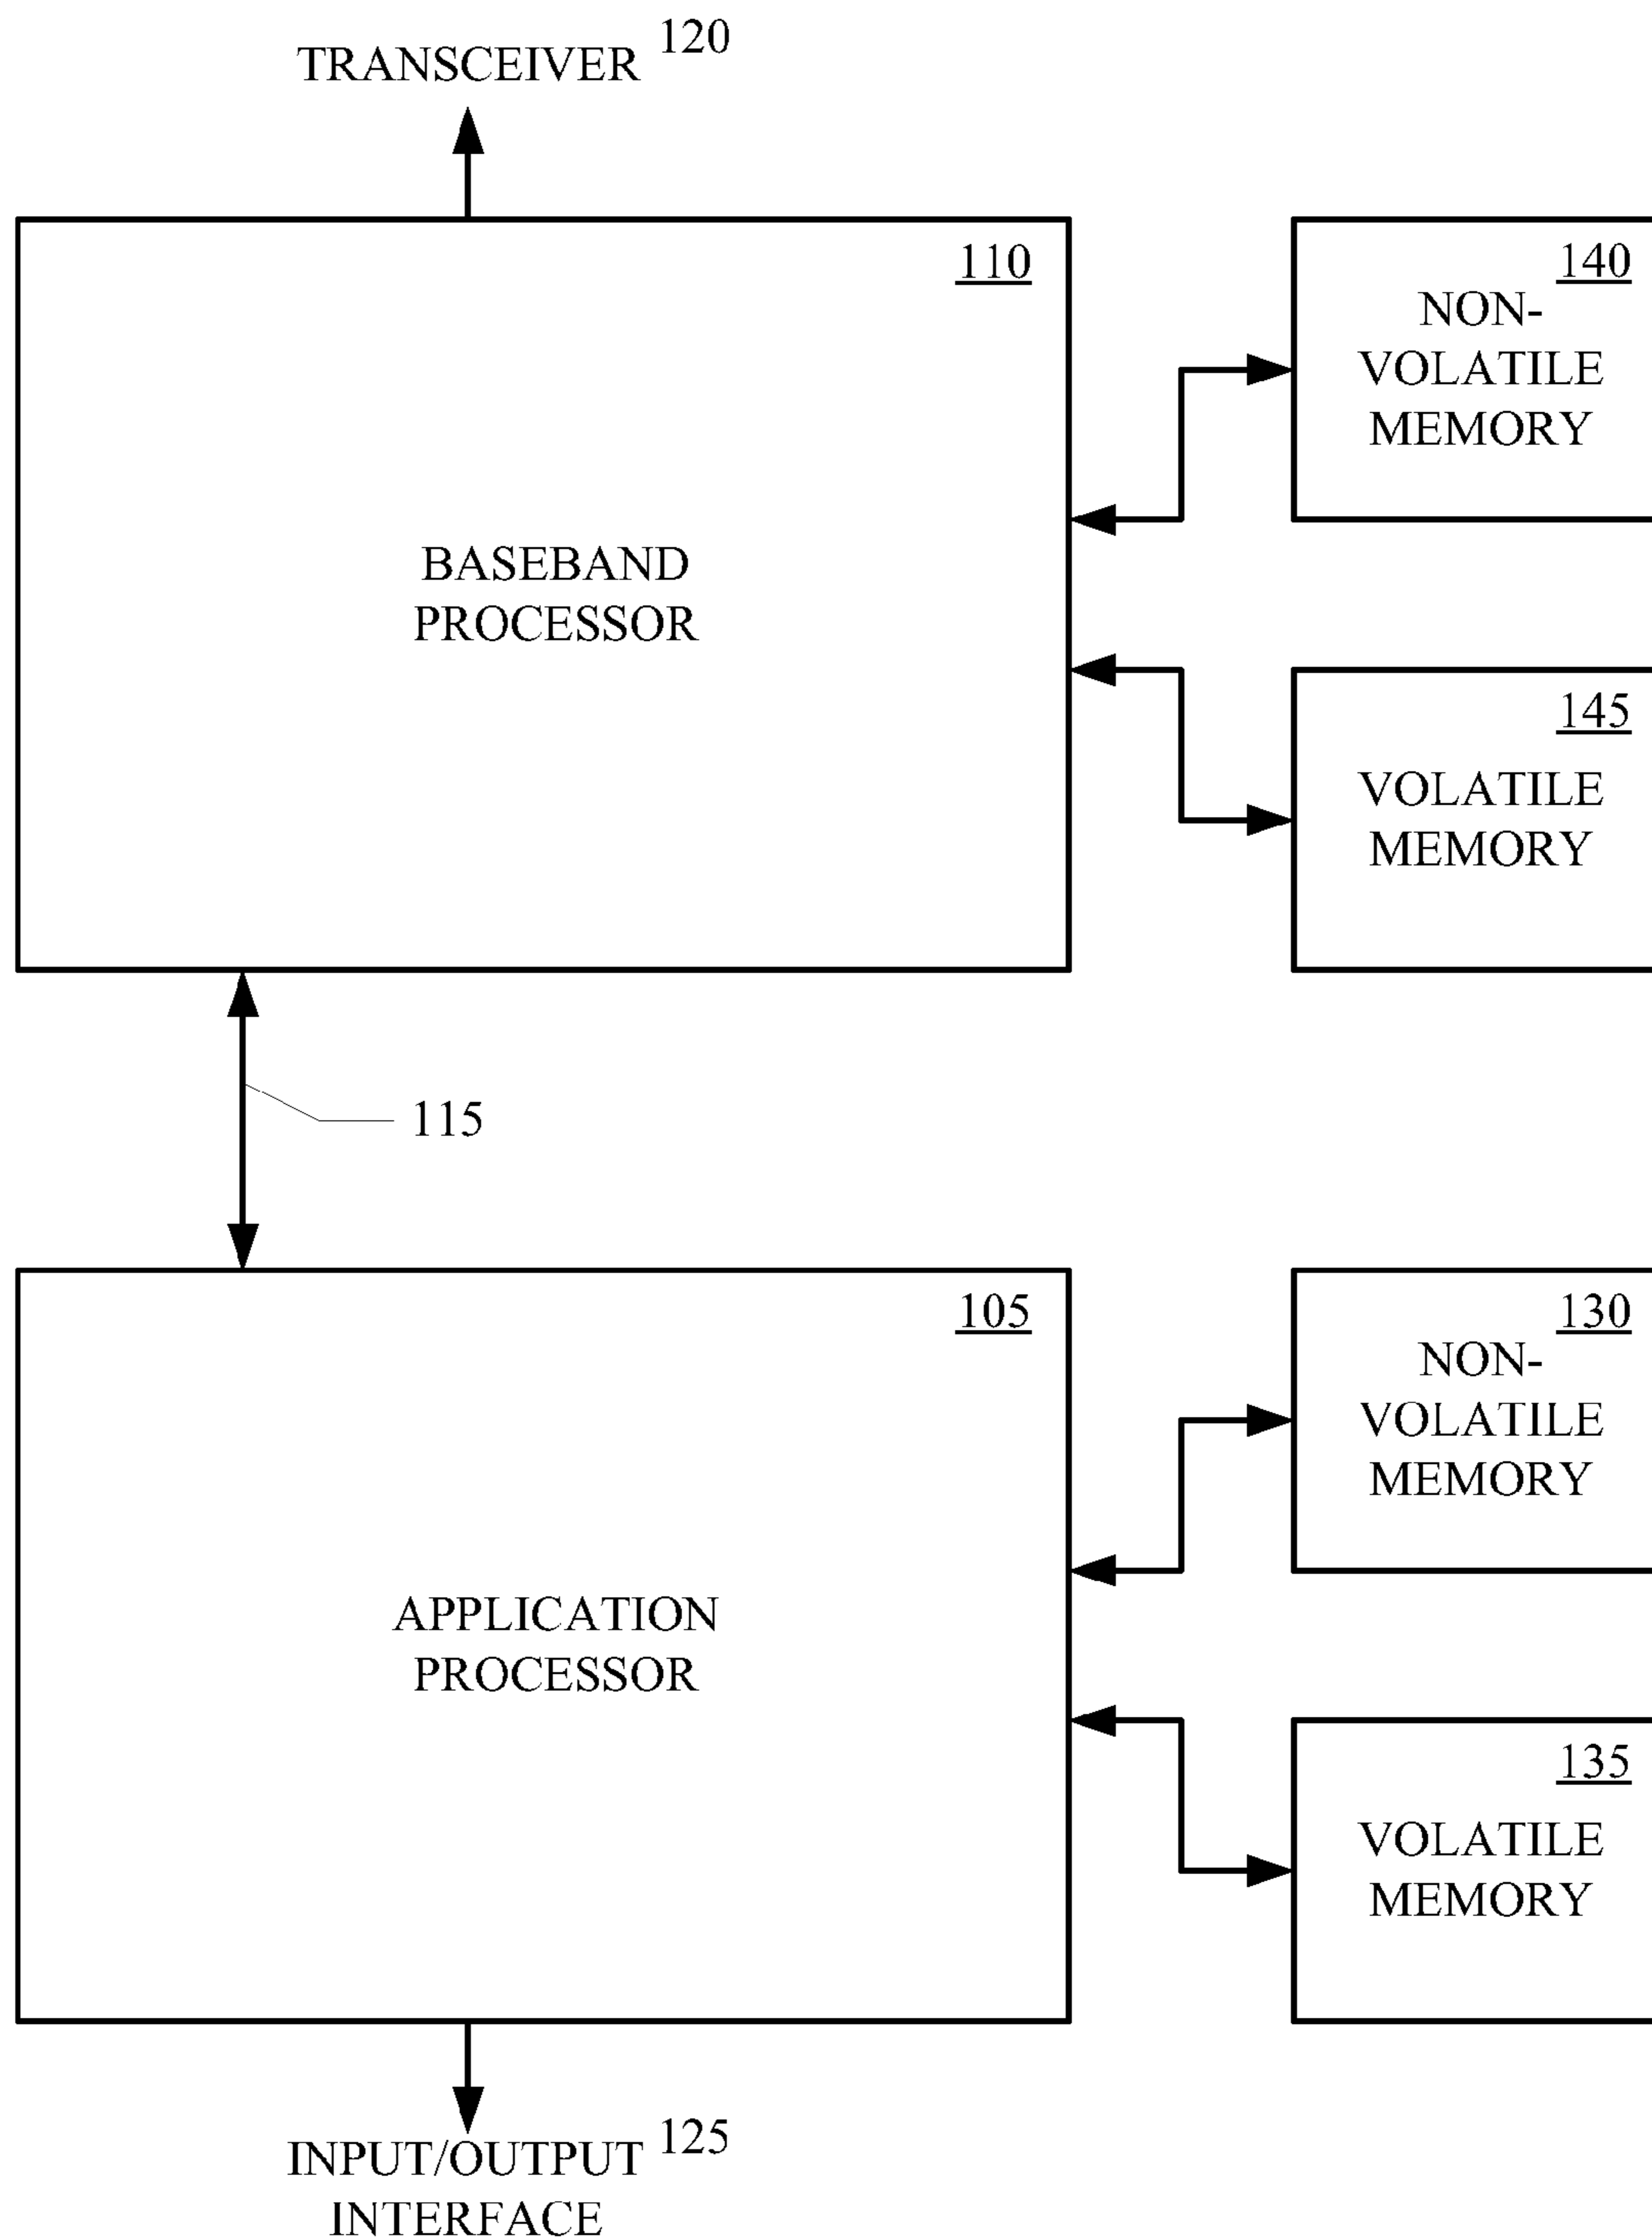 TRANSCEIVER 120
110
BASEBAND
PROCESSOR
140
NON-
VOLATILE
MEMORY
145
VOLATILE
MEMORY
115
105
APPLICATION
PROCESSOR
130
NON-
VOLATILE
MEMORY
135
VOLATILE
MEMORY
INPUT/OUTPUT 125
INTERFACE